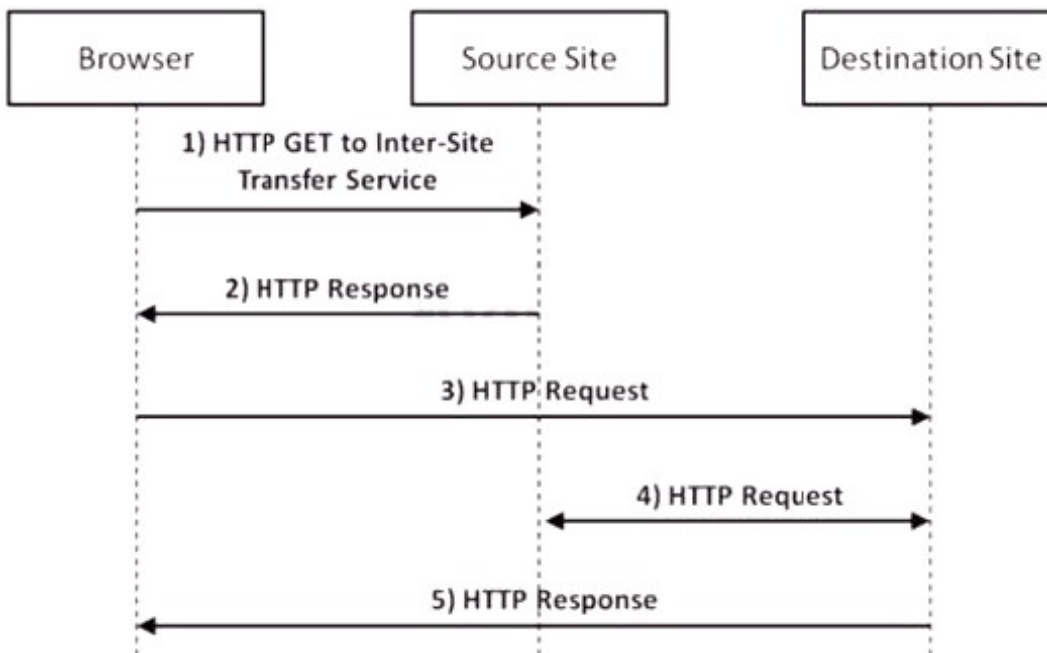 Browser
Source Site
Destination Site
1) HTTP GET to Inter-Site
Transfer Service
2) HTTP Response
3) HTTP Request
4) HTTP Request
5) HTTP Response